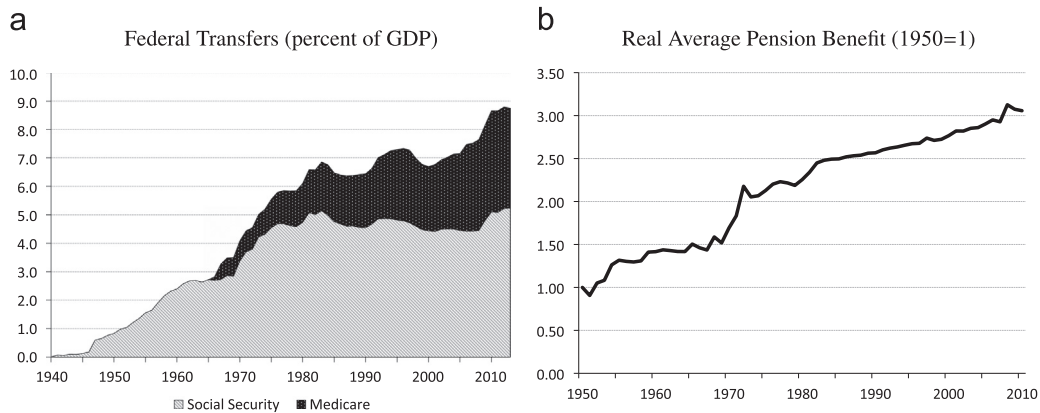 a
Federal Transfers (percent of GDP)
10.0
9.0
8.0
7.0
6.0
5.0
4.0
3.0
2.0
1.0
0.0
1940 1950 1960 1970 1980 1990 2000 2010
Social Security Medicare
b
Real Average Pension Benefit (1950=1)
3.50
3.00
2.50
2.00
1.50
1.00
0.50
0.00
1950 1960 1970 1980 1990 2000 2010